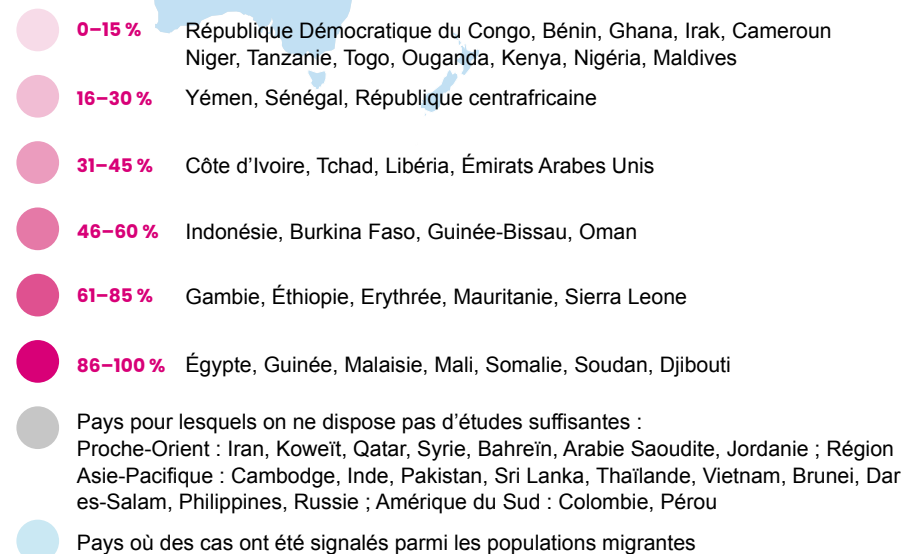 0–15 % République Démocratique du Congo, Bénin, Ghana, Irak, Cameroun
Niger, Tanzanie, Togo, Ouganda, Kenya, Nigéria, Maldives
16–30 % Yémen, Sénégal, République centrafricaine
31–45 % Côte d’Ivoire, Tchad, Libéria, Émirats Arabes Unis
46–60 % Indonésie, Burkina Faso, Guinée-Bissau, Oman
61–85 % Gambie, Éthiopie, Erythrée, Mauritanie, Sierra Leone
86–100 % Égypte, Guinée, Malaisie, Mali, Somalie, Soudan, Djibouti
Pays pour lesquels on ne dispose pas d’études suffisantes :
Proche-Orient : Iran, Koweït, Qatar, Syrie, Bahreïn, Arabie Saoudite, Jordanie ; Région
Asie-Pacifique : Cambodge, Inde, Pakistan, Sri Lanka, Thaïlande, Vietnam, Brunei, Dar
es-Salam, Philippines, Russie ; Amérique du Sud : Colombie, Pérou
Pays où des cas ont été signalés parmi les populations migrantes